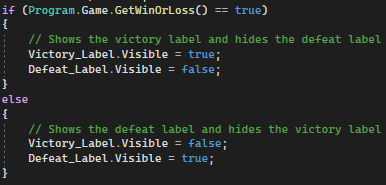 if (Program.Game.GetWinOrLoss() == true)
{
    // Shows the victory label and hides the defeat label
    Victory_Label.Visible = true;
    Defeat_Label.Visible = false;
}
else
{
    // Shows the defeat label and hides the victory label
    Victory_Label.Visible = false;
    Defeat_Label.Visible = true;
}